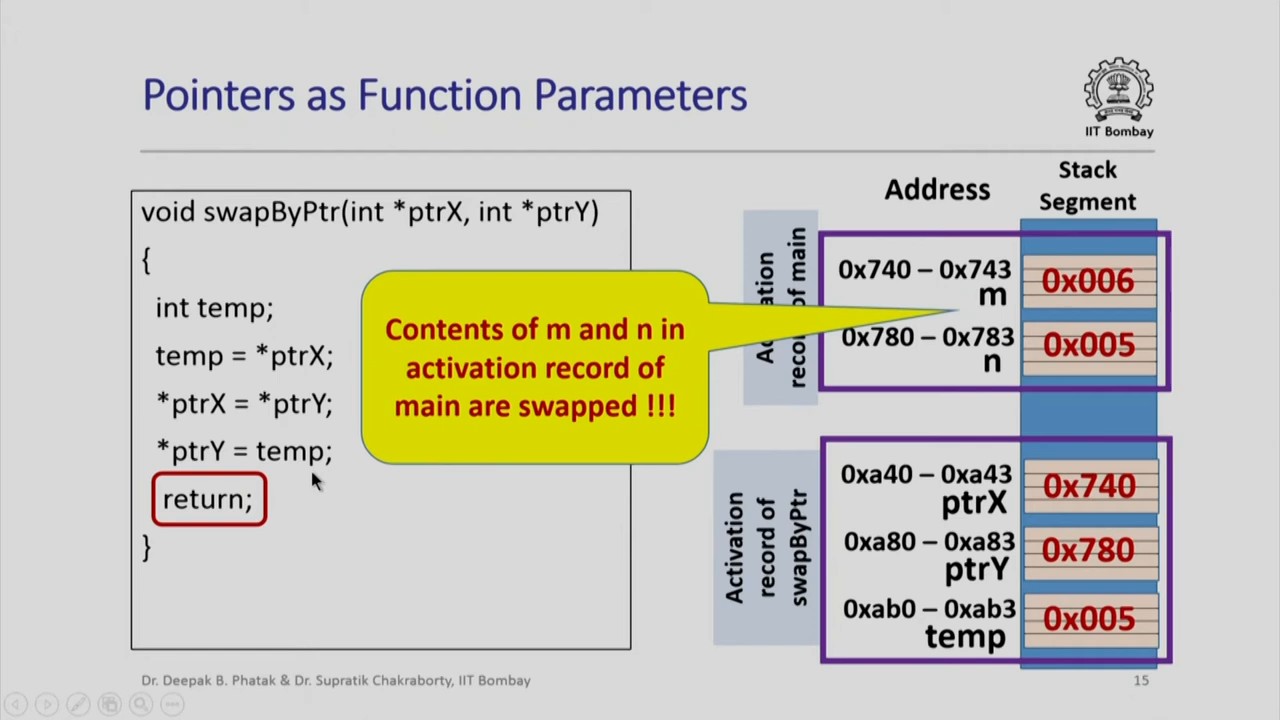 Pointers as Function Parameters
IIT Bombay
void swapByPtr(int *ptrX, int *ptrY)
{
int temp;
temp = *ptrX;
*ptrX = *ptrY;
*ptrY = temp;
return;
}
Contents of m and n in
activation record of
main are swapped !!!
Address
Stack
Segment
0x740 – 0x743
m
0x006
0x780 – 0x783
n
0x005
record of main
Activation
record of
swapByPtr
0xa40 – 0xa43
ptrX
0x740
0xa80 – 0xa83
ptrY
0x780
0xab0 – 0xab3
temp
0x005
Dr. Deepak B. Phatak & Dr. Supratik Chakraborty, IIT Bombay
15